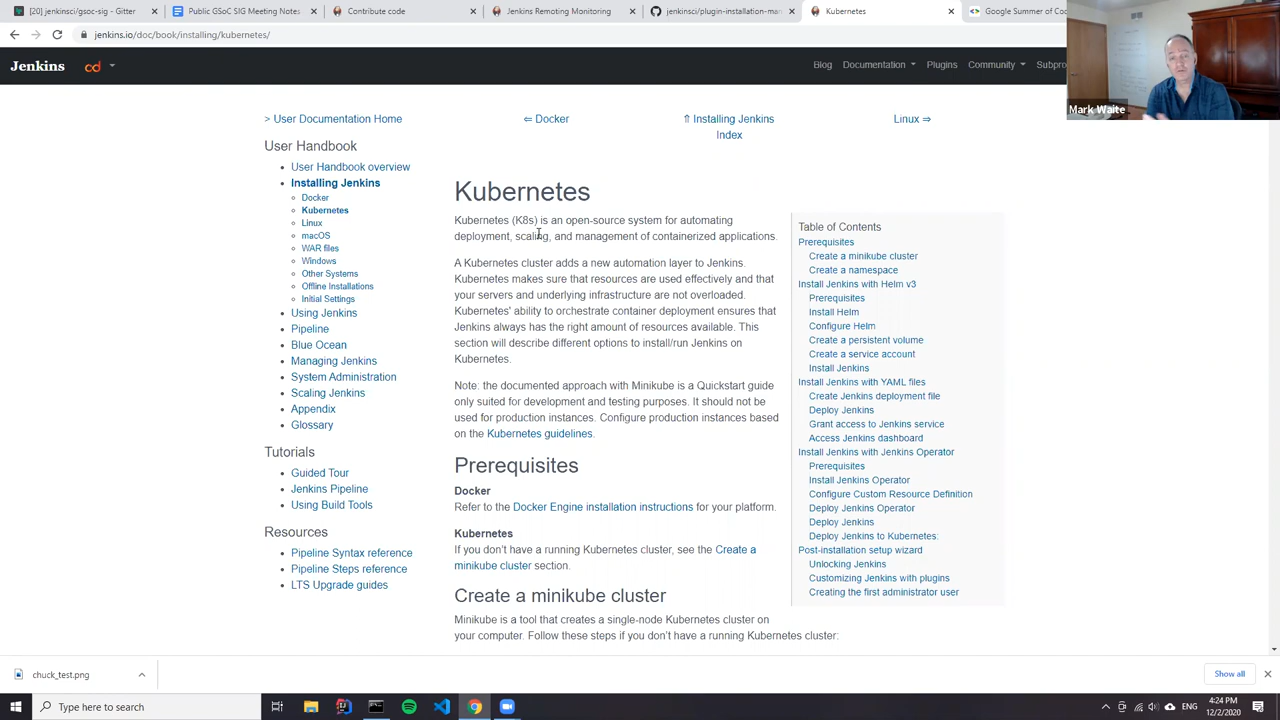 [20] jenkinsci/gsoc-sig - Gitter
Public GSoC SIG Meeting Notes
Contribute code
Jenkins Remoting Monitoring
jenkinsci/plugin-installation-man
Kubernetes
Google Summer of Co
jenkins.io/doc/book/installing/kubernetes/
Jenkins
cd
Blog
Documentation
Plugins
Community
Subpro
Mark Waite
> User Documentation Home
⇐ Docker
⇑ Installing Jenkins
Index
Linux ⇒
User Handbook
User Handbook overview
Installing Jenkins
Docker
Kubernetes
Linux
macOS
WAR files
Windows
Other Systems
Offline Installations
Initial Settings
Using Jenkins
Pipeline
Blue Ocean
Managing Jenkins
System Administration
Scaling Jenkins
Appendix
Glossary
Tutorials
Guided Tour
Jenkins Pipeline
Using Build Tools
Resources
Pipeline Syntax reference
Pipeline Steps reference
LTS Upgrade guides
Kubernetes
Kubernetes (K8s) is an open-source system for automating
deployment, scaling, and management of containerized applications.
A Kubernetes cluster adds a new automation layer to Jenkins.
Kubernetes makes sure that resources are used effectively and that
your servers and underlying infrastructure are not overloaded.
Kubernetes' ability to orchestrate container deployment ensures that
Jenkins always has the right amount of resources available. This
section will describe different options to install/run Jenkins on
Kubernetes.
Note: the documented approach with Minikube is a Quickstart guide
only suited for development and testing purposes. It should not be
used for production instances. Configure production instances based
on the Kubernetes guidelines.
Prerequisites
Docker
Refer to the Docker Engine installation instructions for your platform.
Kubernetes
If you don't have a running Kubernetes cluster, see the Create a
minikube cluster section.
Create a minikube cluster
Minikube is a tool that creates a single-node Kubernetes cluster on
your computer. Follow these steps if you don't have a running Kubernetes cluster:
Table of Contents
Prerequisites
Create a minikube cluster
Create a namespace
Install Jenkins with Helm v3
Prerequisites
Install Helm
Configure Helm
Create a persistent volume
Create a service account
Install Jenkins
Install Jenkins with YAML files
Create Jenkins deployment file
Deploy Jenkins
Grant access to Jenkins service
Access Jenkins dashboard
Install Jenkins with Jenkins Operator
Prerequisites
Install Jenkins Operator
Configure Custom Resource Definition
Deploy Jenkins Operator
Deploy Jenkins
Deploy Jenkins to Kubernetes:
Post-installation setup wizard
Unlocking Jenkins
Customizing Jenkins with plugins
Creating the first administrator user
chuck_test.png
Show all
Type here to search
ENG
4:24 PM
12/2/2020